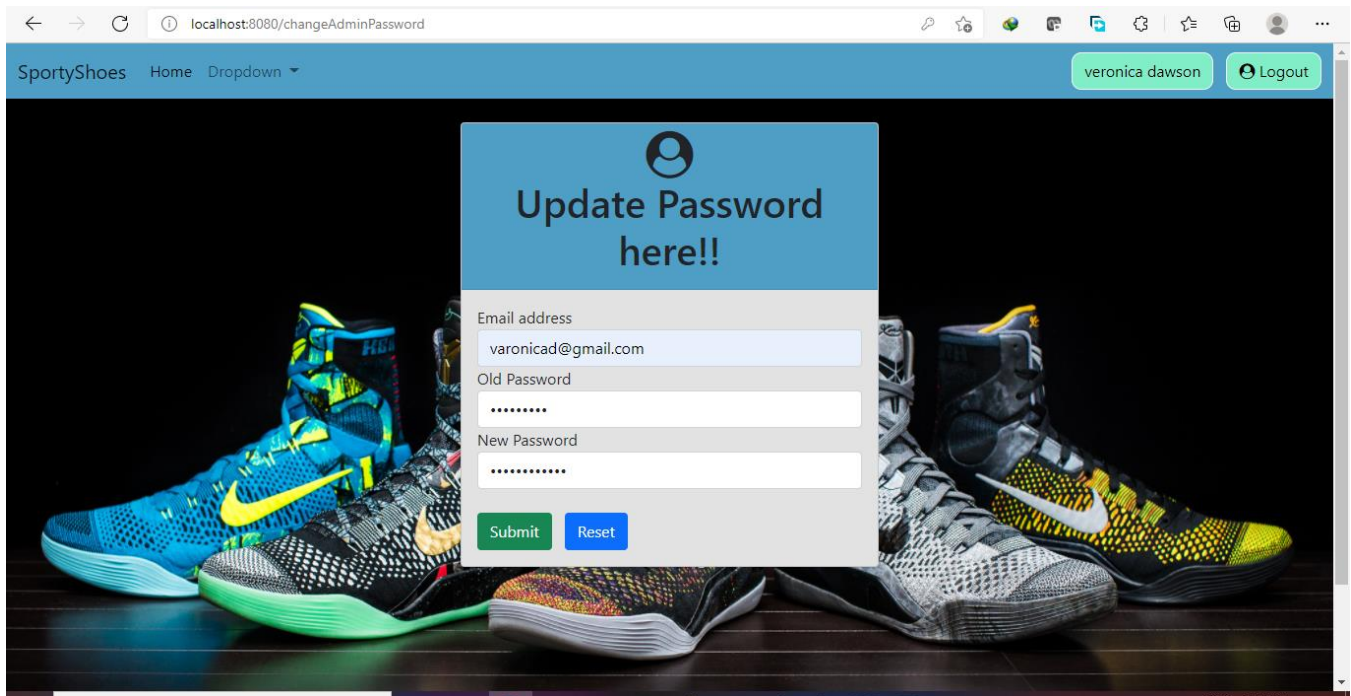 localhost:8080/changeAdminPassword
SportyShoes Home Dropdown veronica dawson Logout
Update Password
here!!
Email address
varonicad@gmail.com
Old Password
•••••••••
New Password
••••••••••••
Submit Reset